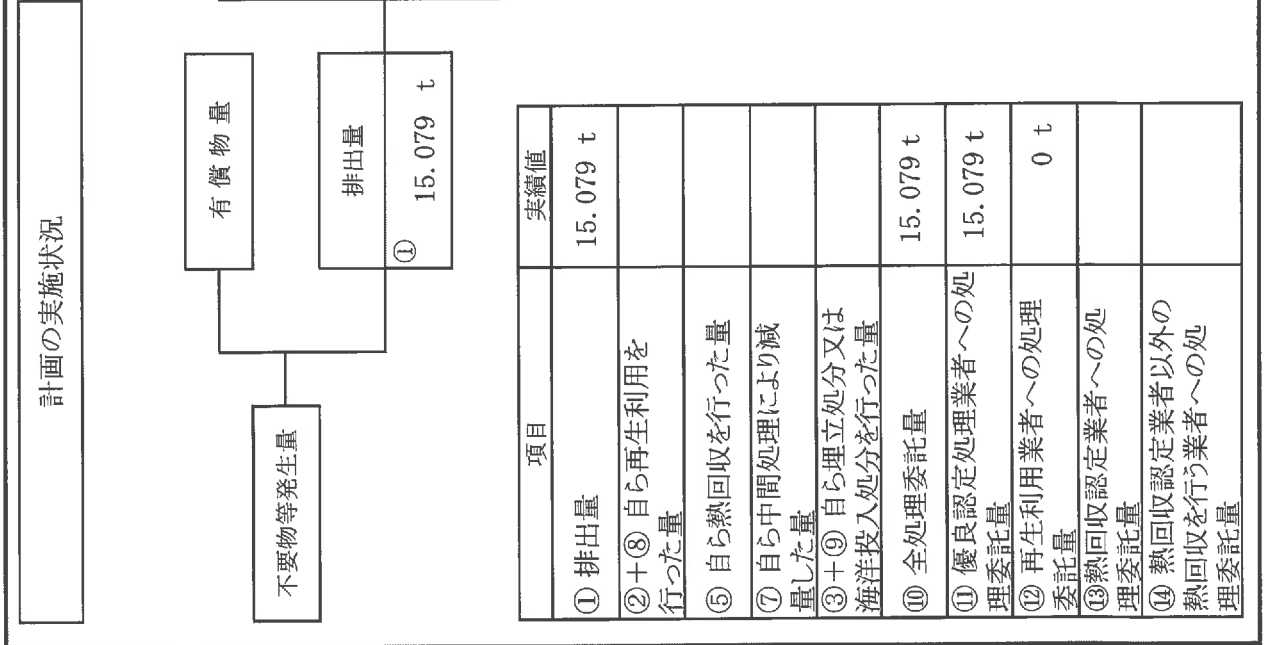 計画の実施状況
不要物等発生量
有償物量
排出量
① 15.079 t
項目 実績値
① 排出量 15.079 t
②+⑧ 自ら再生利用を
行った量
⑤ 自ら熱回収を行った量
⑦ 自ら中間処理により減
量した量
③+⑨ 自ら埋立処分又は
海洋投入処分を行った量
⑩ 全処理委託量 15.079 t
⑪ 優良認定処理業者への処
理委託量 15.079 t
⑫ 再生利用業者への処理
委託量 0 t
⑬熱回収認定業者への処
理委託量
⑭ 熱回収認定業者以外の
熱回収を行う業者への処
理委託量